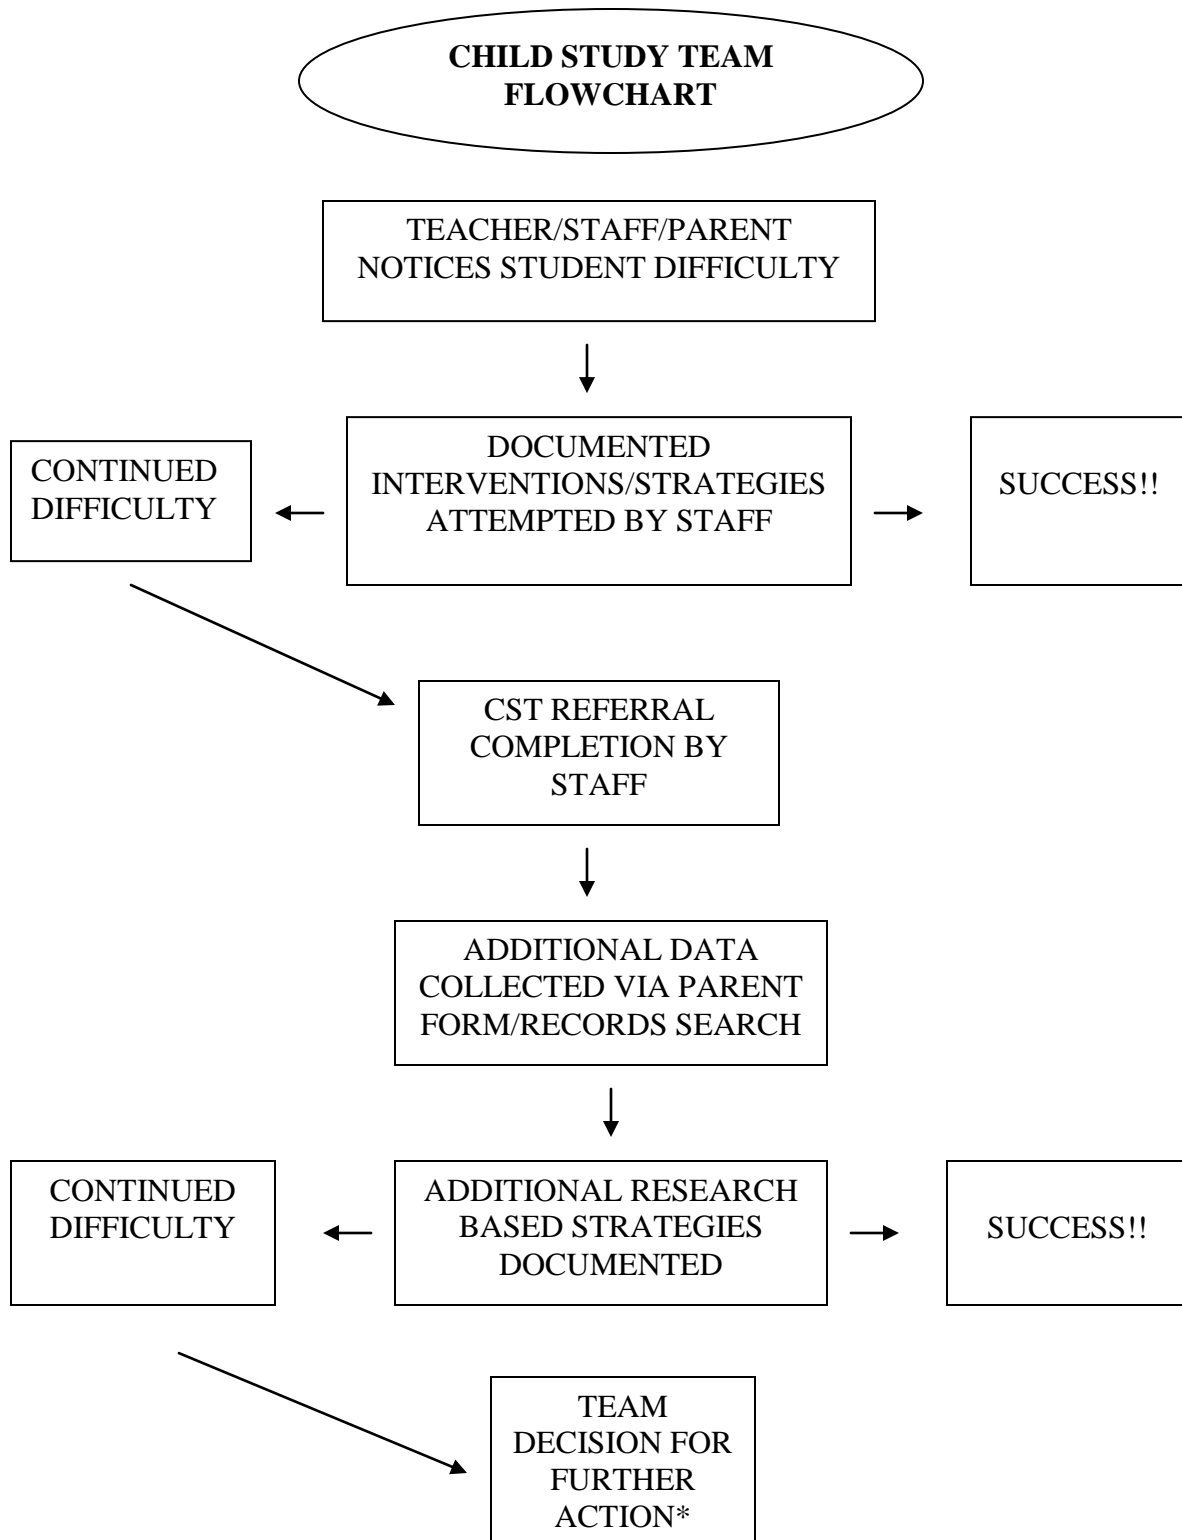 CHILD STUDY TEAM
FLOWCHART
TEACHER/STAFF/PARENT
NOTICES STUDENT DIFFICULTY
CONTINUED
DIFFICULTY
DOCUMENTED
INTERVENTIONS/STRATEGIES
ATTEMPTED BY STAFF
SUCCESS!!
CST REFERRAL
COMPLETION BY
STAFF
ADDITIONAL DATA
COLLECTED VIA PARENT
FORM/RECORDS SEARCH
CONTINUED
DIFFICULTY
ADDITIONAL RESEARCH
BASED STRATEGIES
DOCUMENTED
SUCCESS!!
TEAM
DECISION FOR
FURTHER
ACTION*